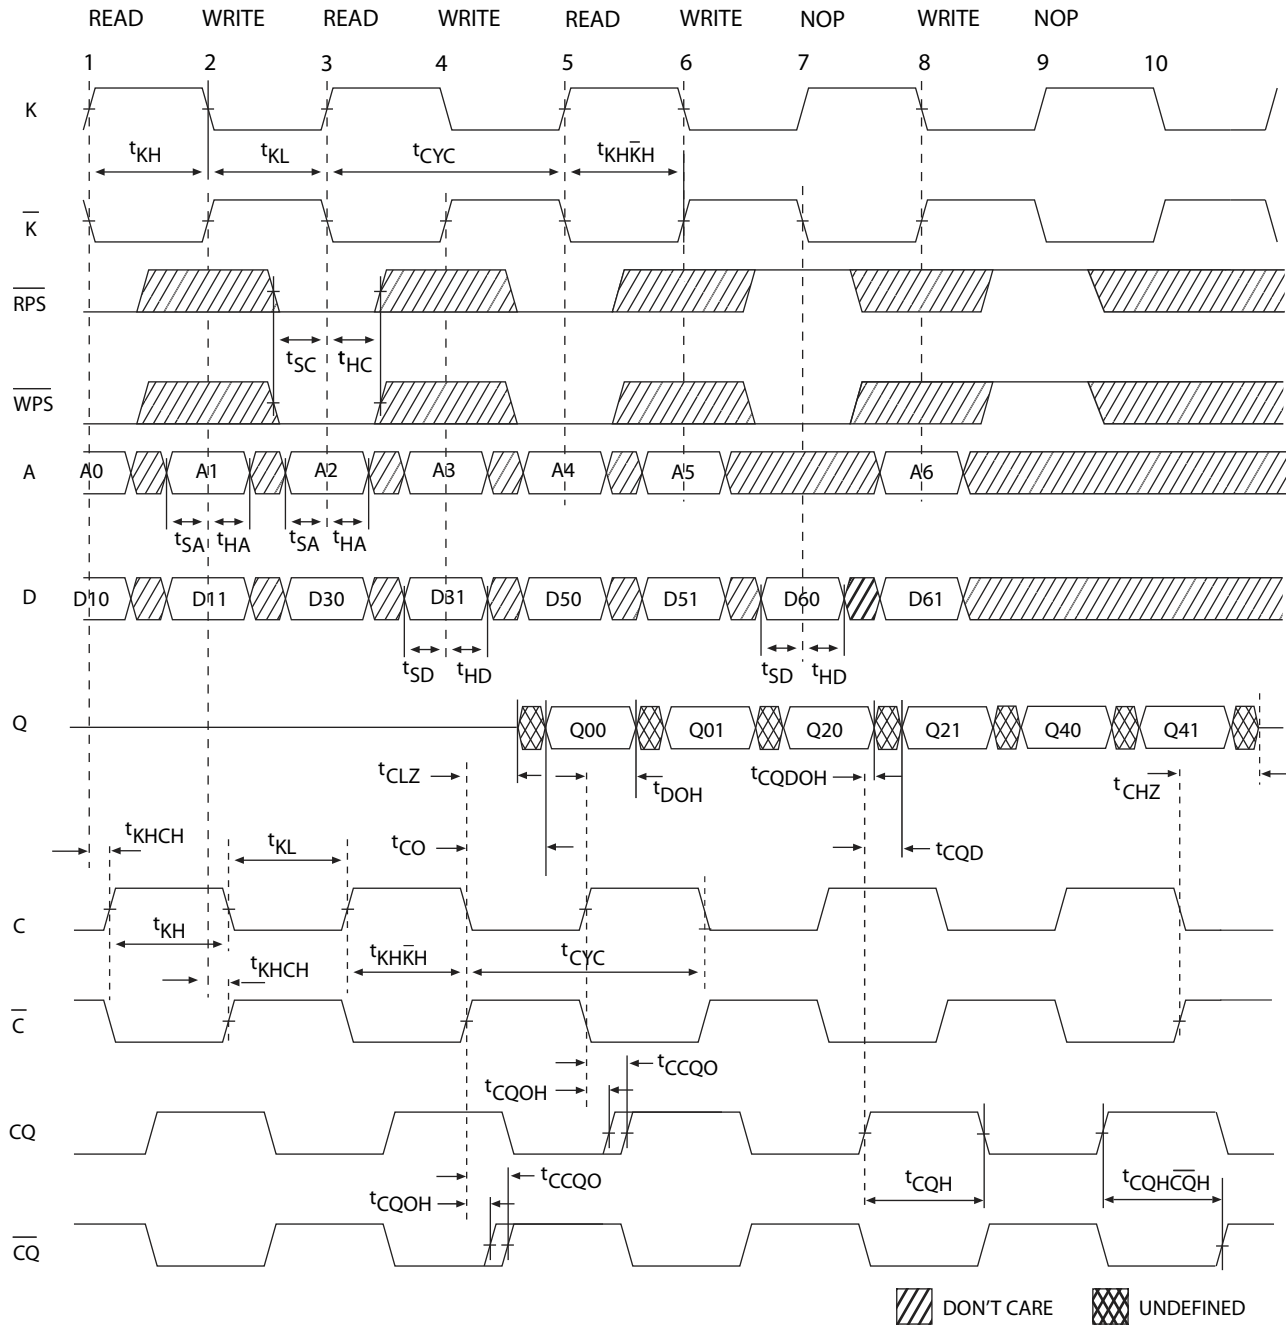 READ WRITE READ WRITE READ WRITE NOP WRITE NOP
1 2 3 4 5 6 7 8 9 10
K
tKH tKL tCYC tKHK̅H
K̅
R̅P̅S̅
tSC tHC
W̅P̅S̅
A A0 A1 A2 A3 A4 A5 A6
tSA tHA tSA tHA
D D10 D11 D30 D31 D50 D51 D60 D61
tSD tHD tSD tHD
Q Q00 Q01 Q20 Q21 Q40 Q41
tCLZ tDOH tCQDOH tCHZ
tKHCH tKL tCO tCQD
C
tKH tKHK̅H tCYC
tKHCH
C̅
tCCQO
tCQOH
CQ
tCCQO tCQH tCQHC̅Q̅H
tCQOH
C̅Q̅
DON'T CARE UNDEFINED